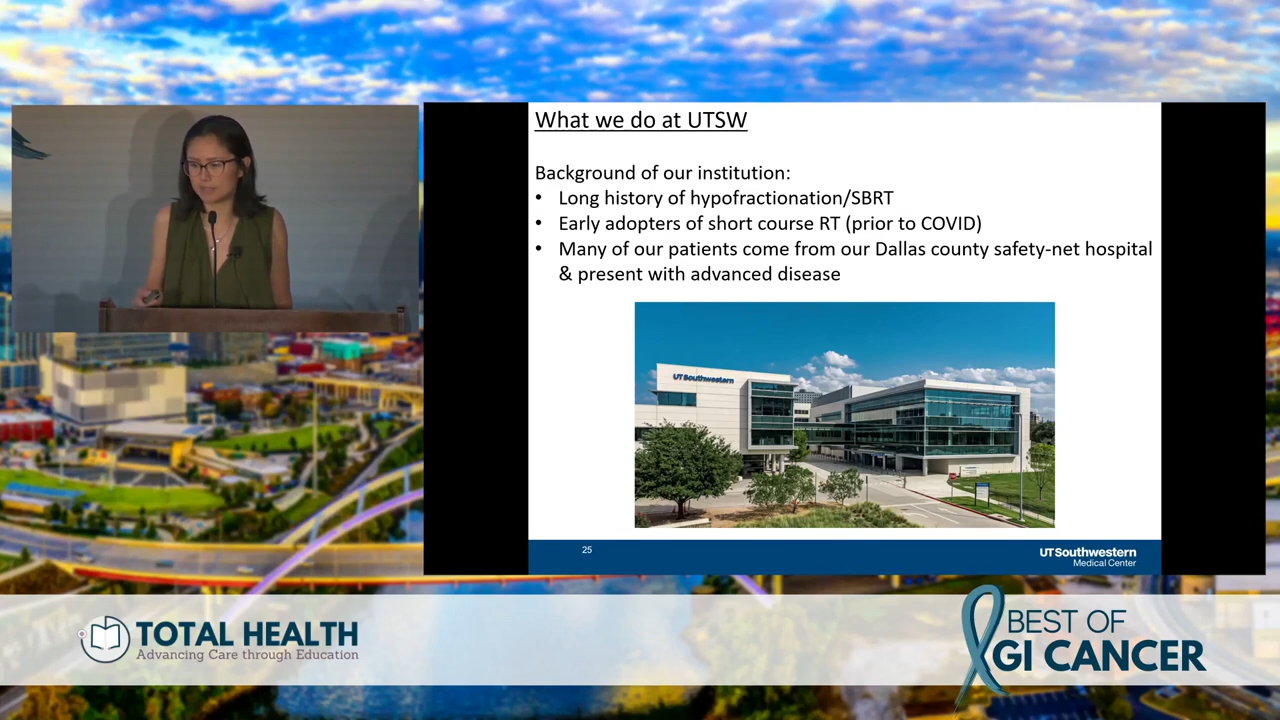 What we do at UTSW
Background of our institution:
• Long history of hypofractionation/SBRT
• Early adopters of short course RT (prior to COVID)
• Many of our patients come from our Dallas county safety-net hospital
& present with advanced disease
UTSouthwestern
25
UTSouthwestern
Medical Center
TOTAL HEALTH
Advancing Care through Education
BEST OF
GI CANCER